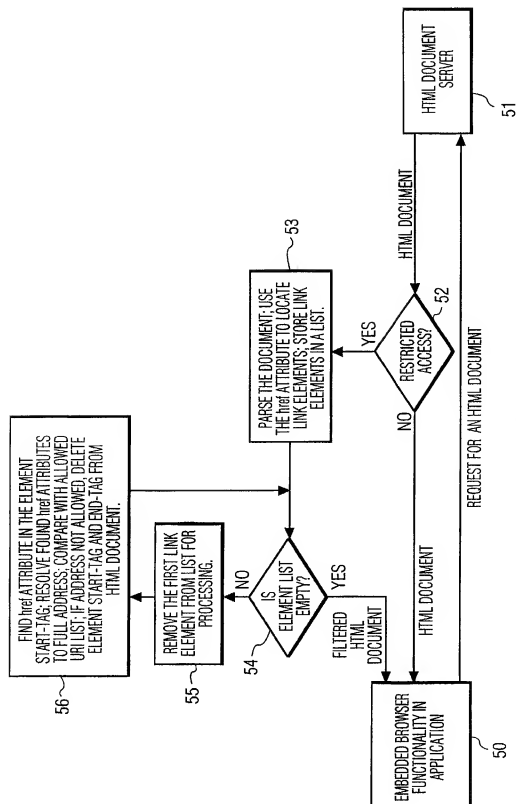 HTML DOCUMENT
SERVER
51
HTML DOCUMENT
RESTRICTED
ACCESS?
52
YES
NO
HTML DOCUMENT
REQUEST FOR AN HTML DOCUMENT
PARSE THE DOCUMENT; USE
THE href ATTRIBUTE TO LOCATE
LINK ELEMENTS; STORE LINK
ELEMENTS IN A LIST.
53
IS
ELEMENT LIST
EMPTY?
54
NO
YES
REMOVE THE FIRST LINK
ELEMENT FROM LIST FOR
PROCESSING.
55
FIND href ATTRIBUTE IN THE ELEMENT
START-TAG; RESOLVE FOUND href ATTRIBUTES
TO FULL ADDRESS; COMPARE WITH ALLOWED
URI LIST; IF ADDRESS NOT ALLOWED, DELETE
ELEMENT START-TAG AND END-TAG FROM
HTML DOCUMENT.
56
FILTERED
HTML
DOCUMENT
EMBEDDED BROWSER
FUNCTIONALITY IN
APPLICATION
50